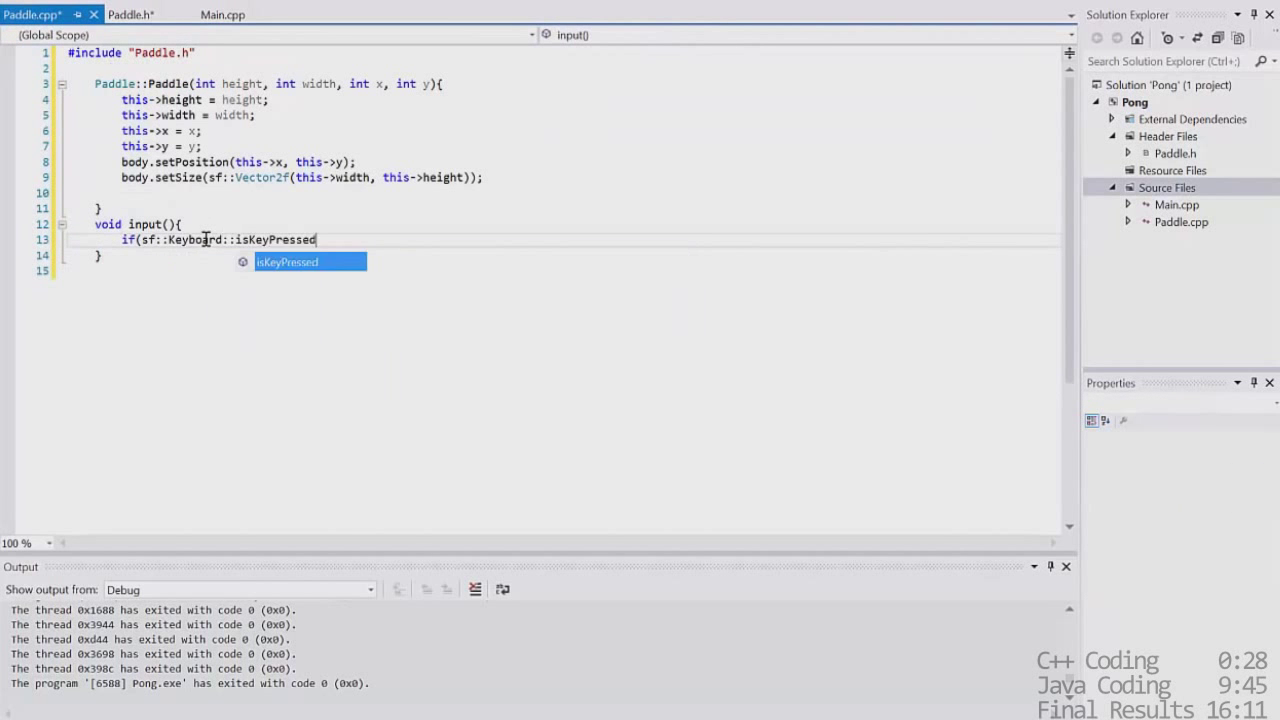 Paddle.cpp* Paddle.h* Main.cpp
(Global Scope) input()
1 #include "Paddle.h"
2
3 Paddle::Paddle(int height, int width, int x, int y){
4 this->height = height;
5 this->width = width;
6 this->x = x;
7 this->y = y;
8 body.setPosition(this->x, this->y);
9 body.setSize(sf::Vector2f(this->width, this->height));
10
11 }
12 void input(){
13 if(sf::Keyboard::isKeyPressed
isKeyPressed
14 }
15
100 %
Output
Show output from: Debug
The thread 0x1688 has exited with code 0 (0x0).
The thread 0x3944 has exited with code 0 (0x0).
The thread 0xd44 has exited with code 0 (0x0).
The thread 0x3698 has exited with code 0 (0x0).
The thread 0x398c has exited with code 0 (0x0).
The program '[6588] Pong.exe' has exited with code 0 (0x0).
Solution Explorer
Search Solution Explorer (Ctrl+;)
Solution 'Pong' (1 project)
Pong
External Dependencies
Header Files
Paddle.h
Resource Files
Source Files
Main.cpp
Paddle.cpp
Properties
C++ Coding 0:28
Java Coding 9:45
Final Results 16:11